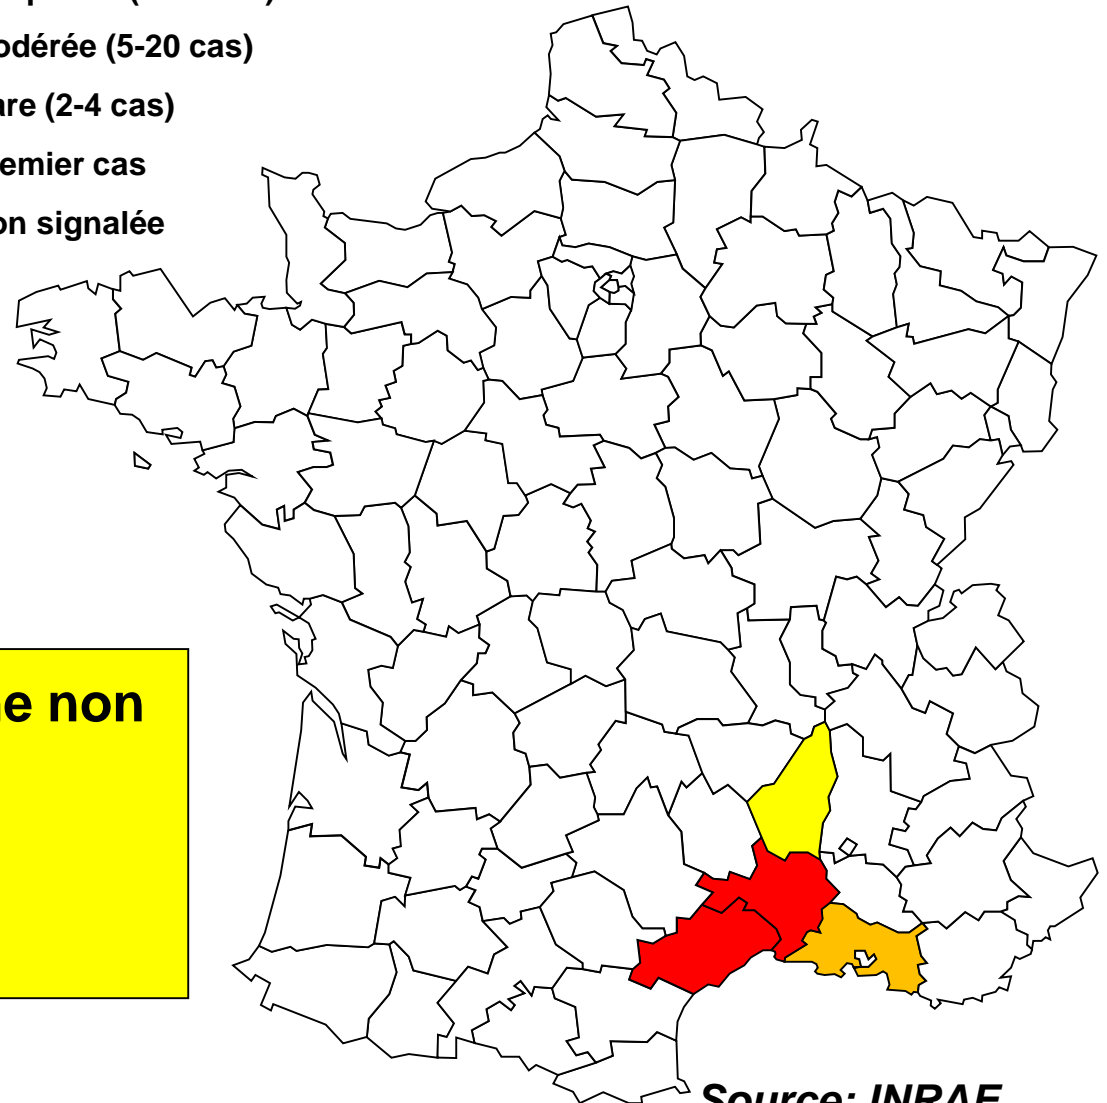 odérée (5-20 cas)
are (2-4 cas)
emier cas
on signalée
e non
Source: INRAE